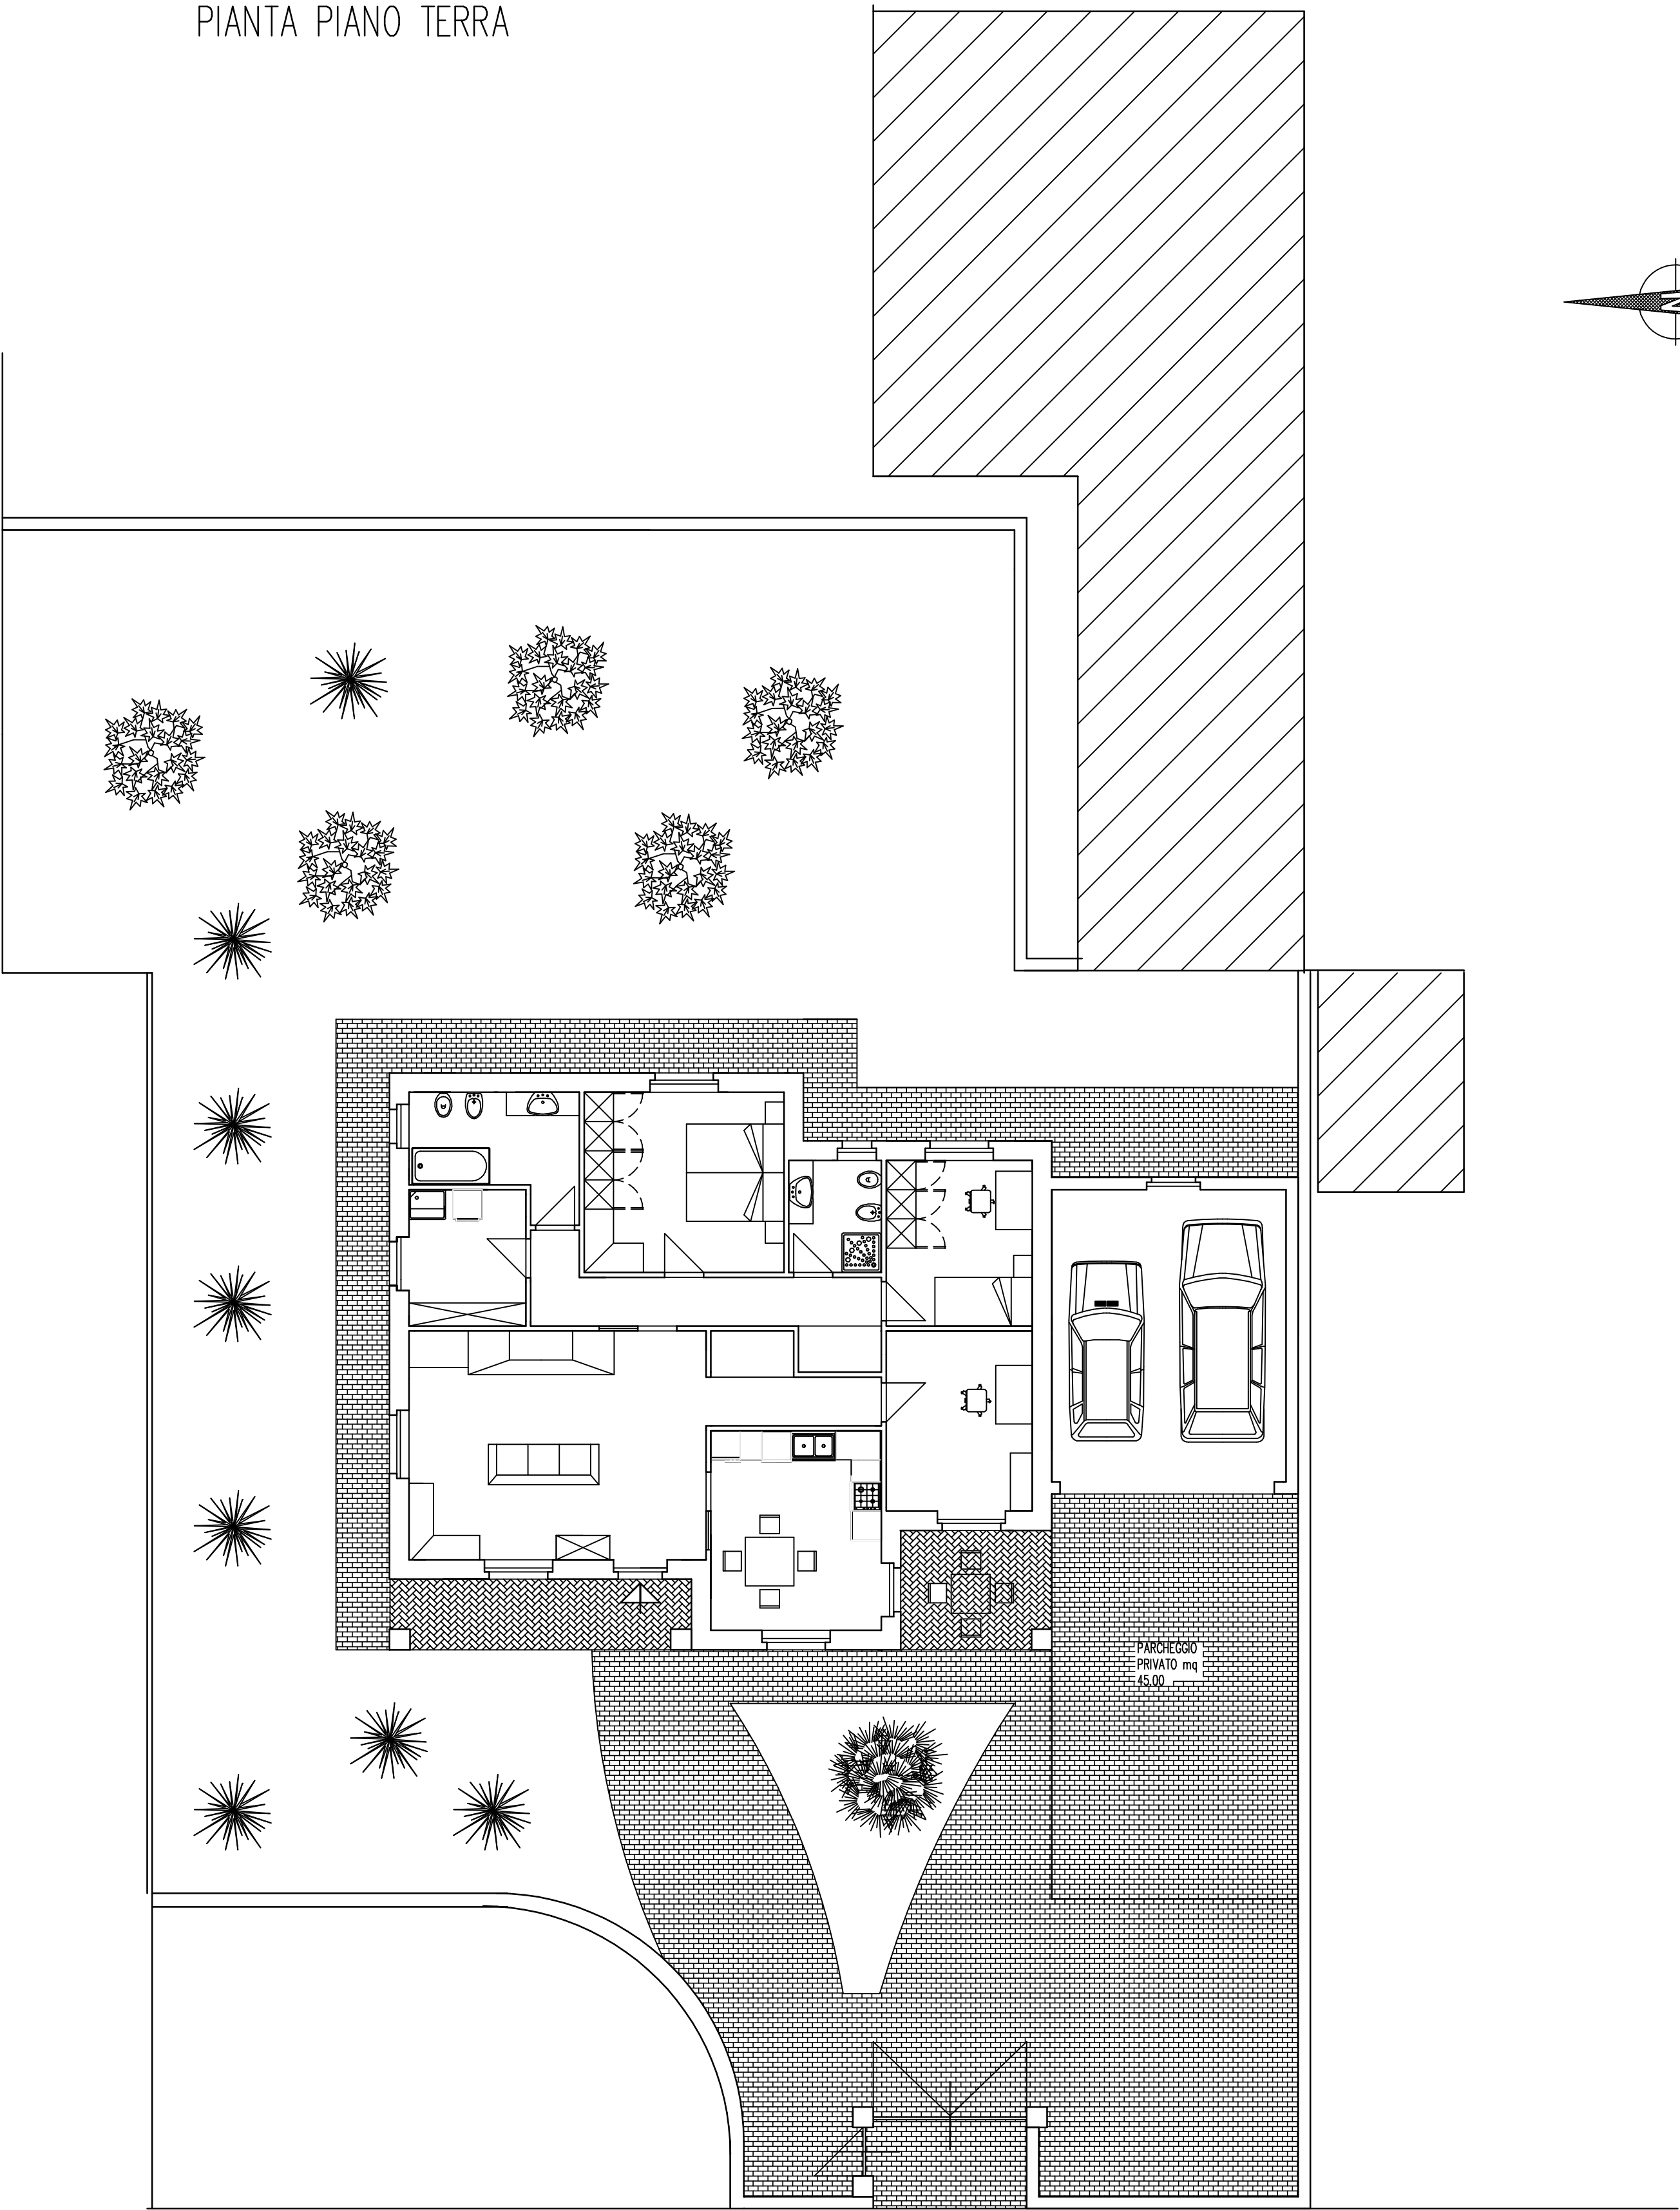 PIANTA PIANO TERRA
N
PARCHEGGIO
PRIVATO mq
45.00